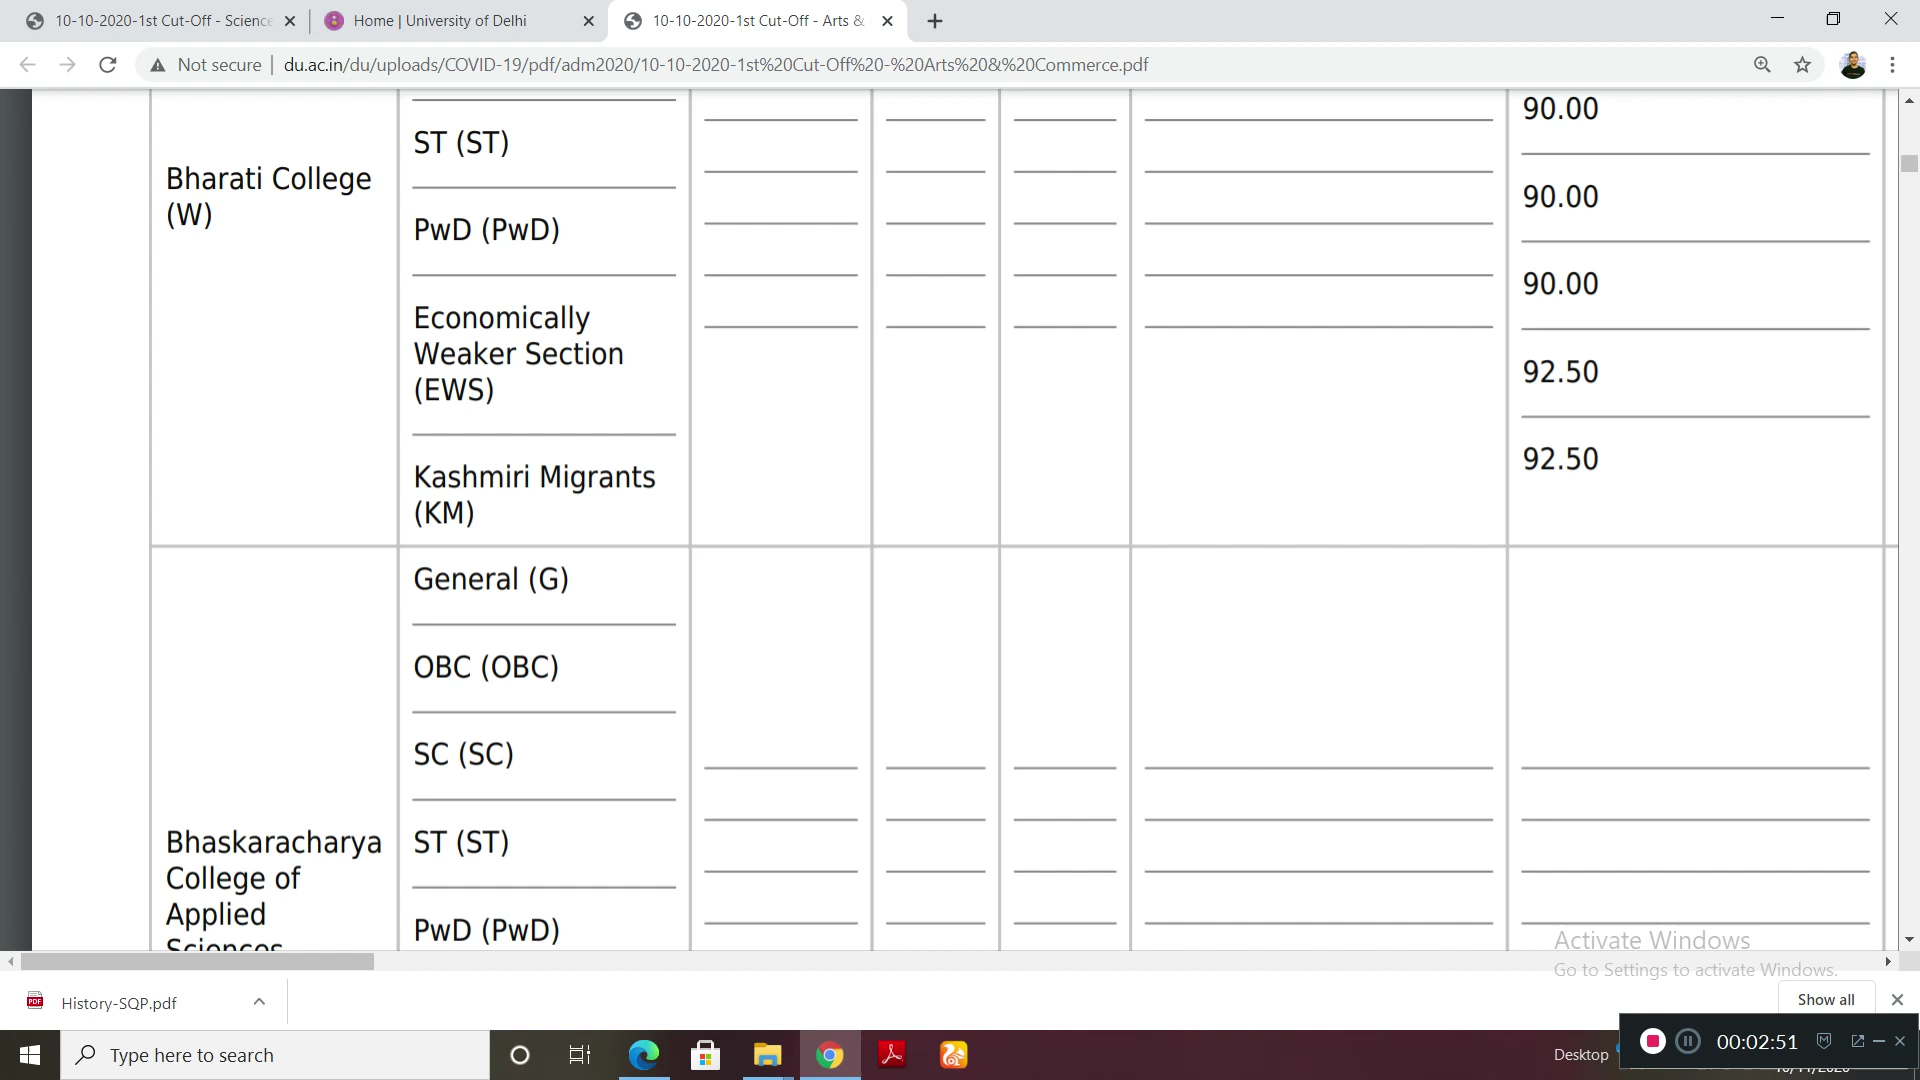 10-10-2020-1st Cut-Off - Science
Home | University of Delhi
10-10-2020-1st Cut-Off - Arts &
Not secure
du.ac.in/du/uploads/COVID-19/pdf/adm2020/10-10-2020-1st%20Cut-Off%20-%20Arts%20&%20Commerce.pdf
Bharati College
(W)
ST (ST)
PwD (PwD)
Economically
Weaker Section
(EWS)
Kashmiri Migrants
(KM)
90.00
90.00
90.00
92.50
92.50
Bhaskaracharya
College of
Applied
Sciences
General (G)
OBC (OBC)
SC (SC)
ST (ST)
PwD (PwD)
Activate Windows
Go to Settings to activate Windows.
PDF
History-SQP.pdf
Show all
Type here to search
Desktop
00:02:51